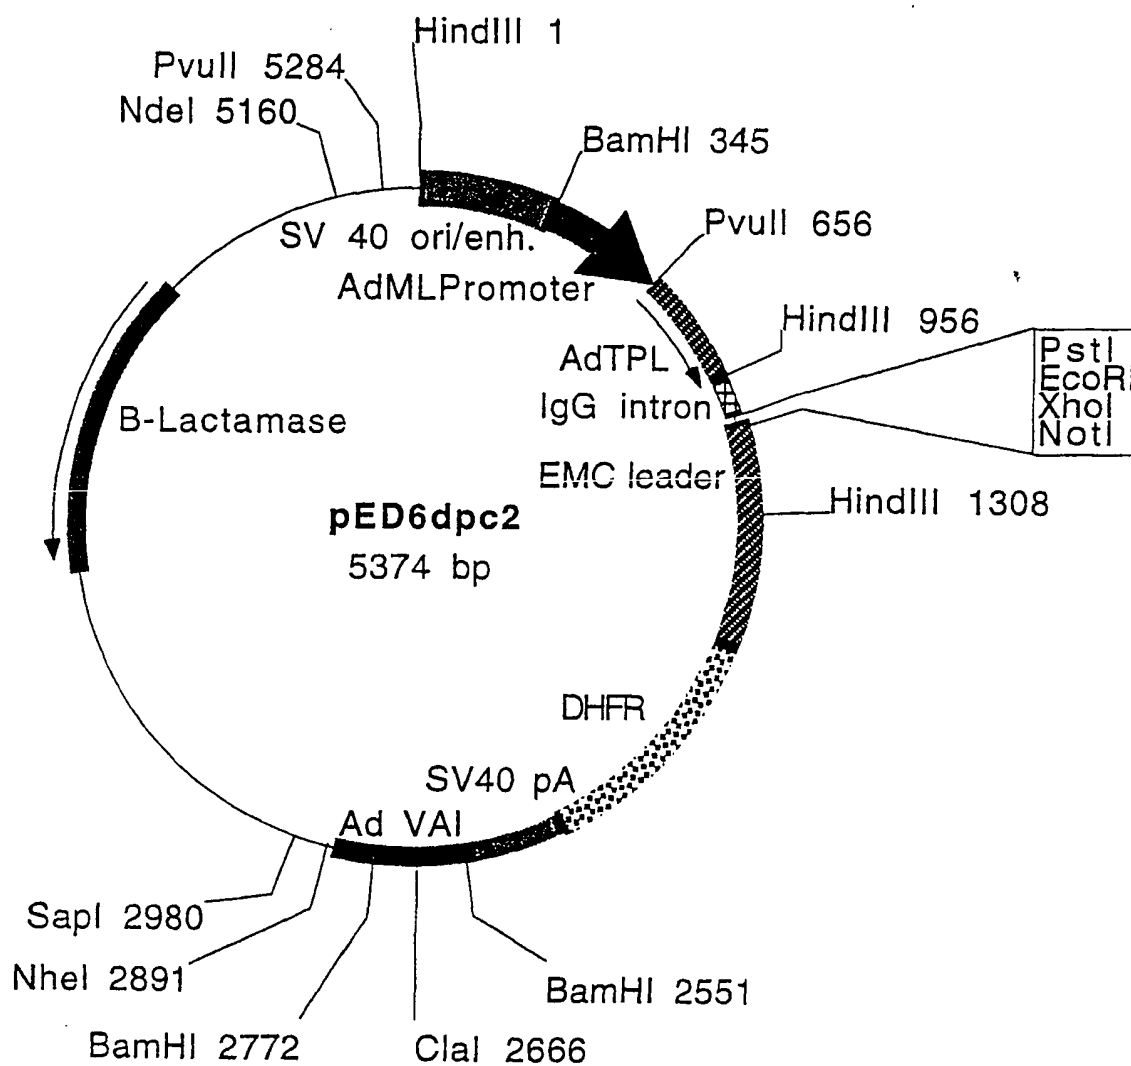 HindIII 1
PvuII 5284
NdeI 5160
BamHI 345
PvuII 656
SV 40 ori/enh.
AdMLPromoter
HindIII 956
AdTPL
IgG intron
PstI
EcoRI
XhoI
NotI
B-Lactamase
EMC leader
HindIII 1308
pED6dpc2
5374 bp
DHFR
SV40 pA
Ad VAI
SapI 2980
NheI 2891
BamHI 2551
BamHI 2772
ClaI 2666